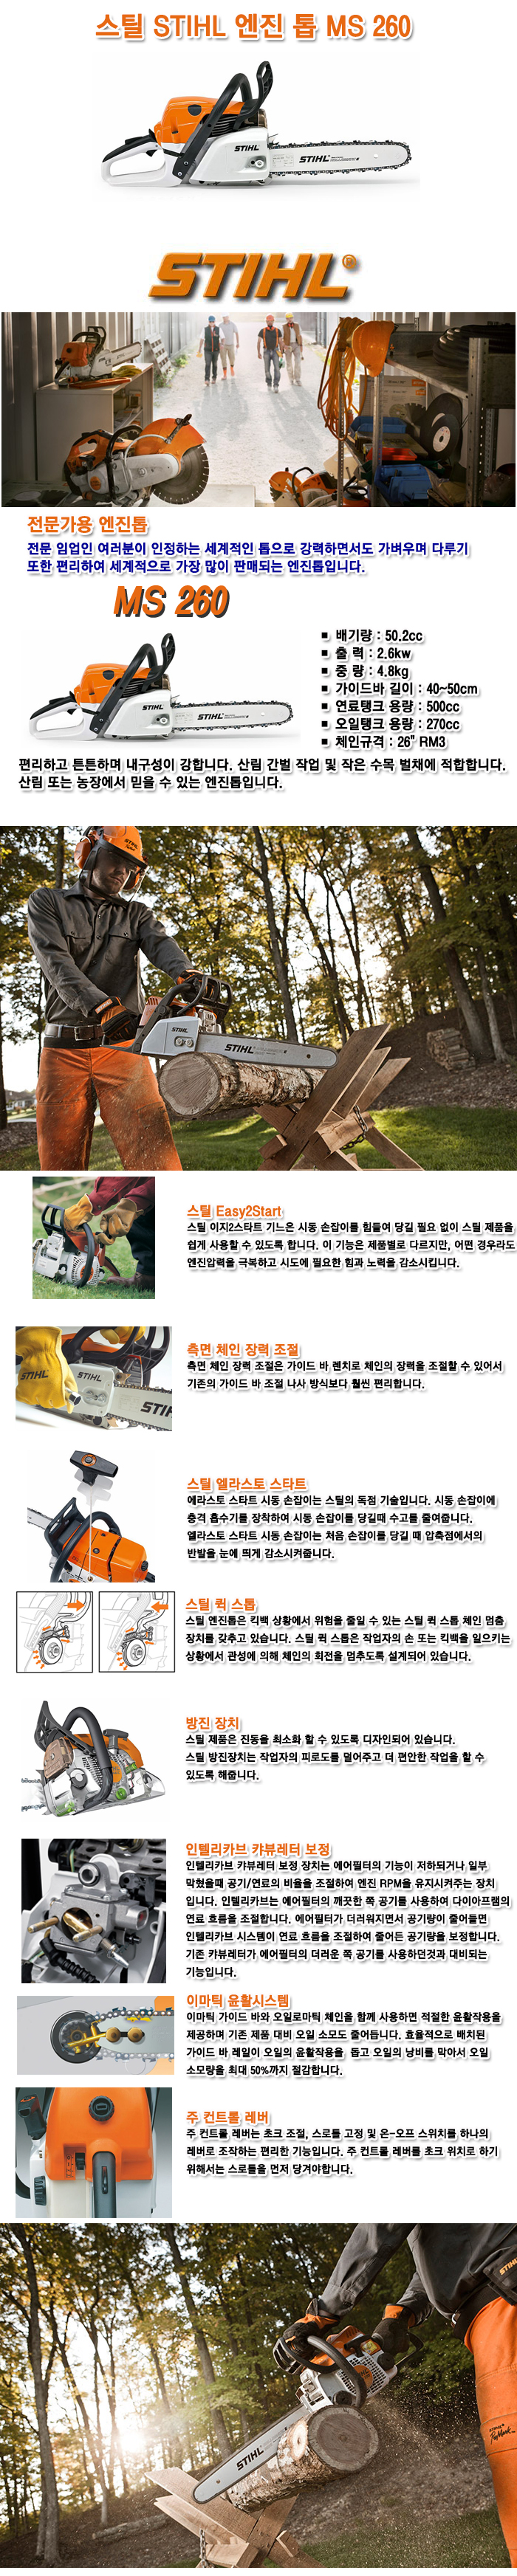 스틸 STIHL 엔진 톱 MS 260
STIHL
STIHL
STIHL®
전문가용 엔진톱
전문 임업인 여러분이 인정하는 세계적인 톱으로 강력하면서도 가벼우며 다루기
또한 편리하여 세계적으로 가장 많이 판매되는 엔진톱입니다.
MS 260
■ 배기량 : 50.2cc
■ 출 력 : 2.6kw
■ 중 량 : 4.8kg
■ 가이드바 길이 : 40~50cm
■ 연료탱크 용량 : 500cc
■ 오일탱크 용량 : 270cc
■ 체인규격 : 26" RM3
STIHL
STIHL
편리하고 튼튼하며 내구성이 강합니다. 산림 간벌 작업 및 작은 수목 벌채에 적합합니다.
산림 또는 농장에서 믿을 수 있는 엔진톱입니다.
STIHL
STIHL
STIHL
스틸 Easy2Start
스틸 이지2스타트 기느은 시동 손잡이를 힘들여 당길 필요 없이 스틸 제품을
쉽게 사용할 수 있도록 합니다. 이 기능은 제품별로 다르지만, 어떤 경우라도
엔진압력을 극복하고 시도에 필요한 힘과 노력을 감소시킵니다.
STIHL
STIHL
STI
측면 체인 장력 조절
측면 체인 장력 조절은 가이드 바 렌치로 체인의 장력을 조절할 수 있어서
기존의 가이드 바 조절 나사 방식보다 훨씬 편리합니다.
스틸 엘라스토 스타트
에라스토 스타트 시동 손잡이는 스틸의 독점 기술입니다. 시동 손잡이에
충격 흡수기를 장착하여 시동 손잡이를 당길때 수고를 줄여줍니다.
엘라스토 스타트 시동 손잡이는 처음 손잡이를 당길 때 압축점에서의
반발을 눈에 띄게 감소시켜줍니다.
스틸 퀵 스톱
스틸 엔진톱은 킥백 상황에서 위험을 줄일 수 있는 스틸 퀵 스톱 체인 멈춤
장치를 갖추고 있습니다. 스틸 퀵 스톱은 작업자의 손 또는 킥백을 일으키는
상황에서 관성에 의해 체인의 회전을 멈추도록 설계되어 있습니다.
방진 장치
스틸 제품은 진동을 최소화 할 수 있도록 디자인되어 있습니다.
스틸 방진장치는 작업자의 피로도를 덜어주고 더 편안한 작업을 할 수
있도록 해줍니다.
인텔리카브 캬뷰레터 보정
인텔리카브 캬뷰레터 보정 장치는 에어필터의 기능이 저하되거나 일부
막혔을때 공기/연료의 비율을 조절하여 엔진 RPM을 유지시켜주는 장치
입니다. 인텔리카브는 에어필터의 깨끗한 쪽 공기를 사용하여 다이아프램의
연료 흐름을 조절합니다. 에어필터가 더러워지면서 공기량이 줄어들면
인텔리카브 시스템이 연료 흐름을 조절하여 줄어든 공기량을 보정합니다.
기존 캬뷰레터가 에어필터의 더러운 쪽 공기를 사용하던것과 대비되는
기능입니다.
이마틱 윤활시스템
이마틱 가이드 바와 오일로마틱 체인을 함께 사용하면 적절한 윤활작용을
제공하며 기존 제품 대비 오일 소모도 줄어듭니다. 효율적으로 배치된
가이드 바 레일이 오일의 윤활작용을 돕고 오일의 낭비를 막아서 오일
소모량을 최대 50%까지 절감합니다.
주 컨트롤 레버
주 컨트롤 레버는 초크 조절, 스로틀 고정 및 온-오프 스위치를 하나의
레버로 조작하는 편리한 기능입니다. 주 컨트롤 레버를 초크 위치로 하기
위해서는 스로틀을 먼저 당겨야합니다.
STIHL